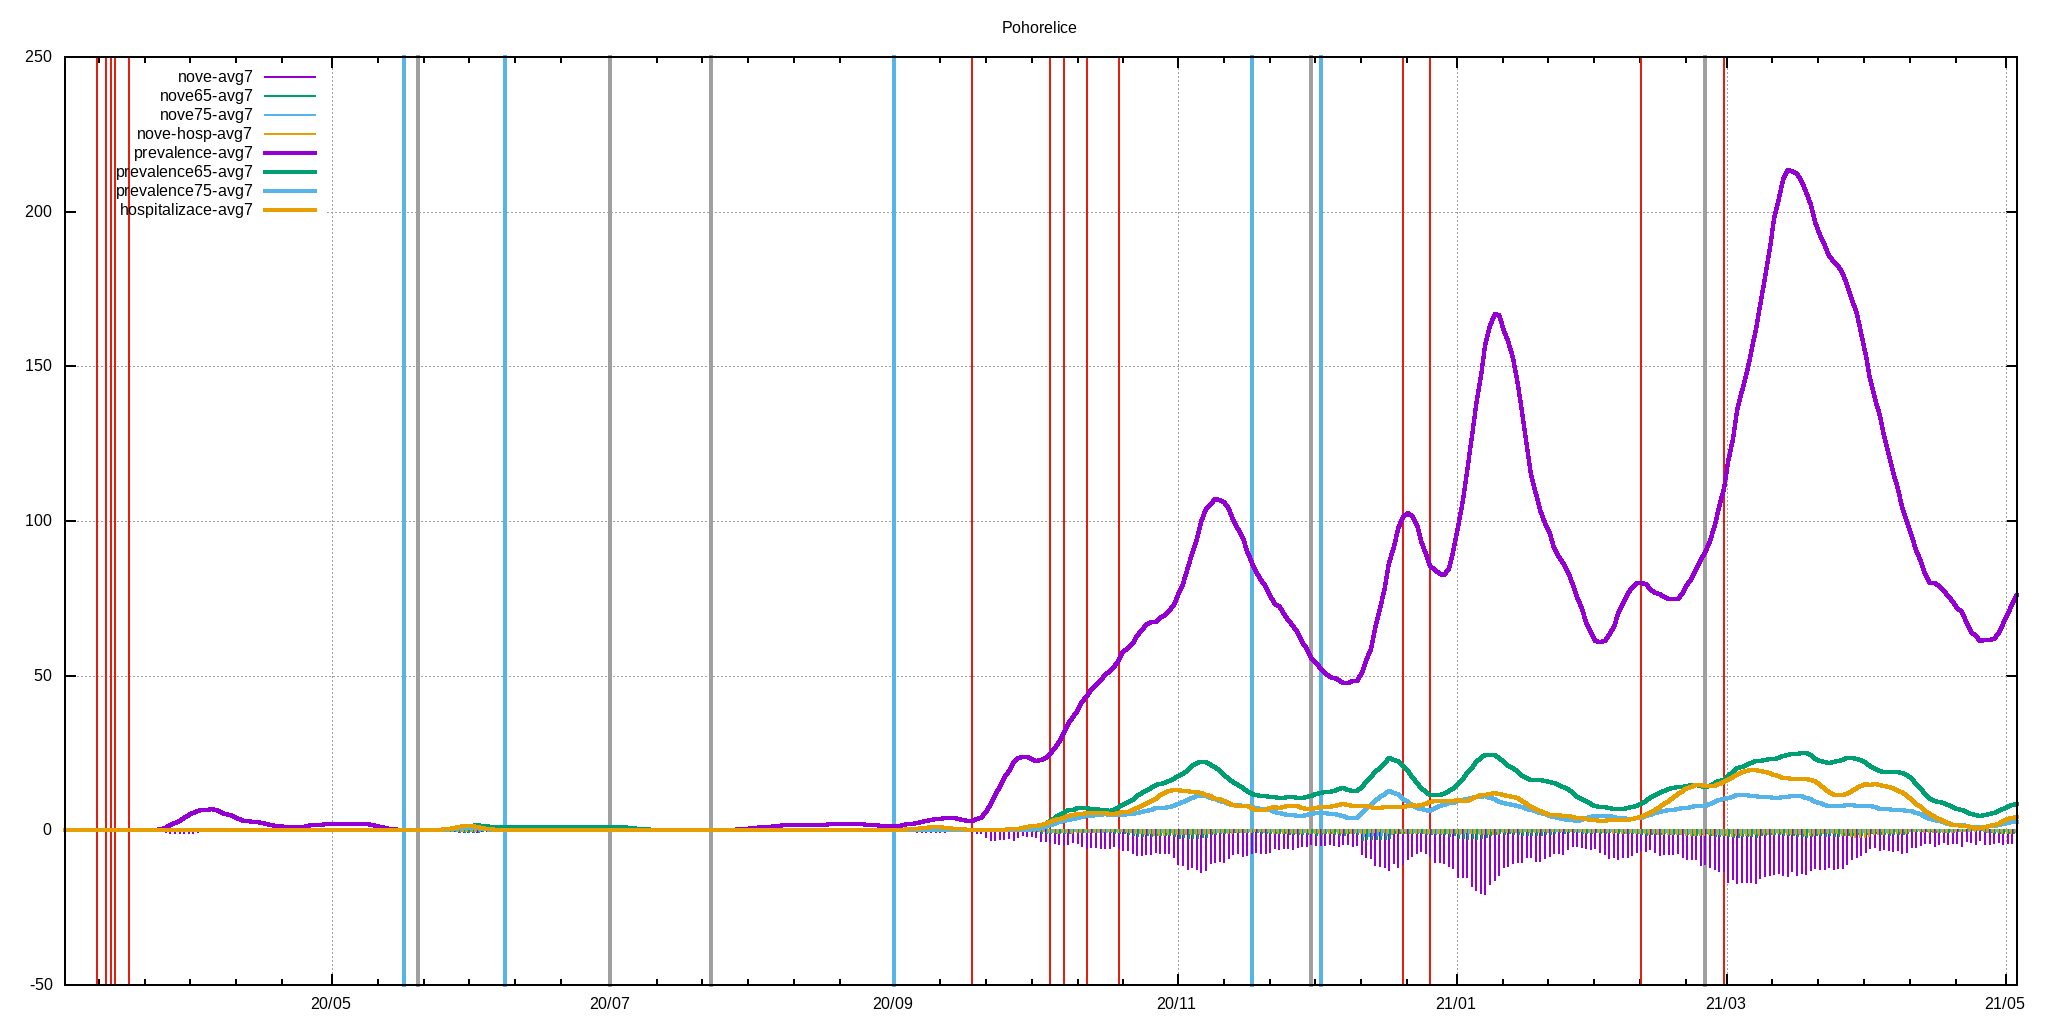 Pohorelice
250
200
150
100
50
0
-50
nove-avg7
nove65-avg7
nove75-avg7
nove-hosp-avg7
prevalence-avg7
prevalence65-avg7
prevalence75-avg7
hospitalizace-avg7
20/05 20/07 20/09 20/11 21/01 21/03 21/05